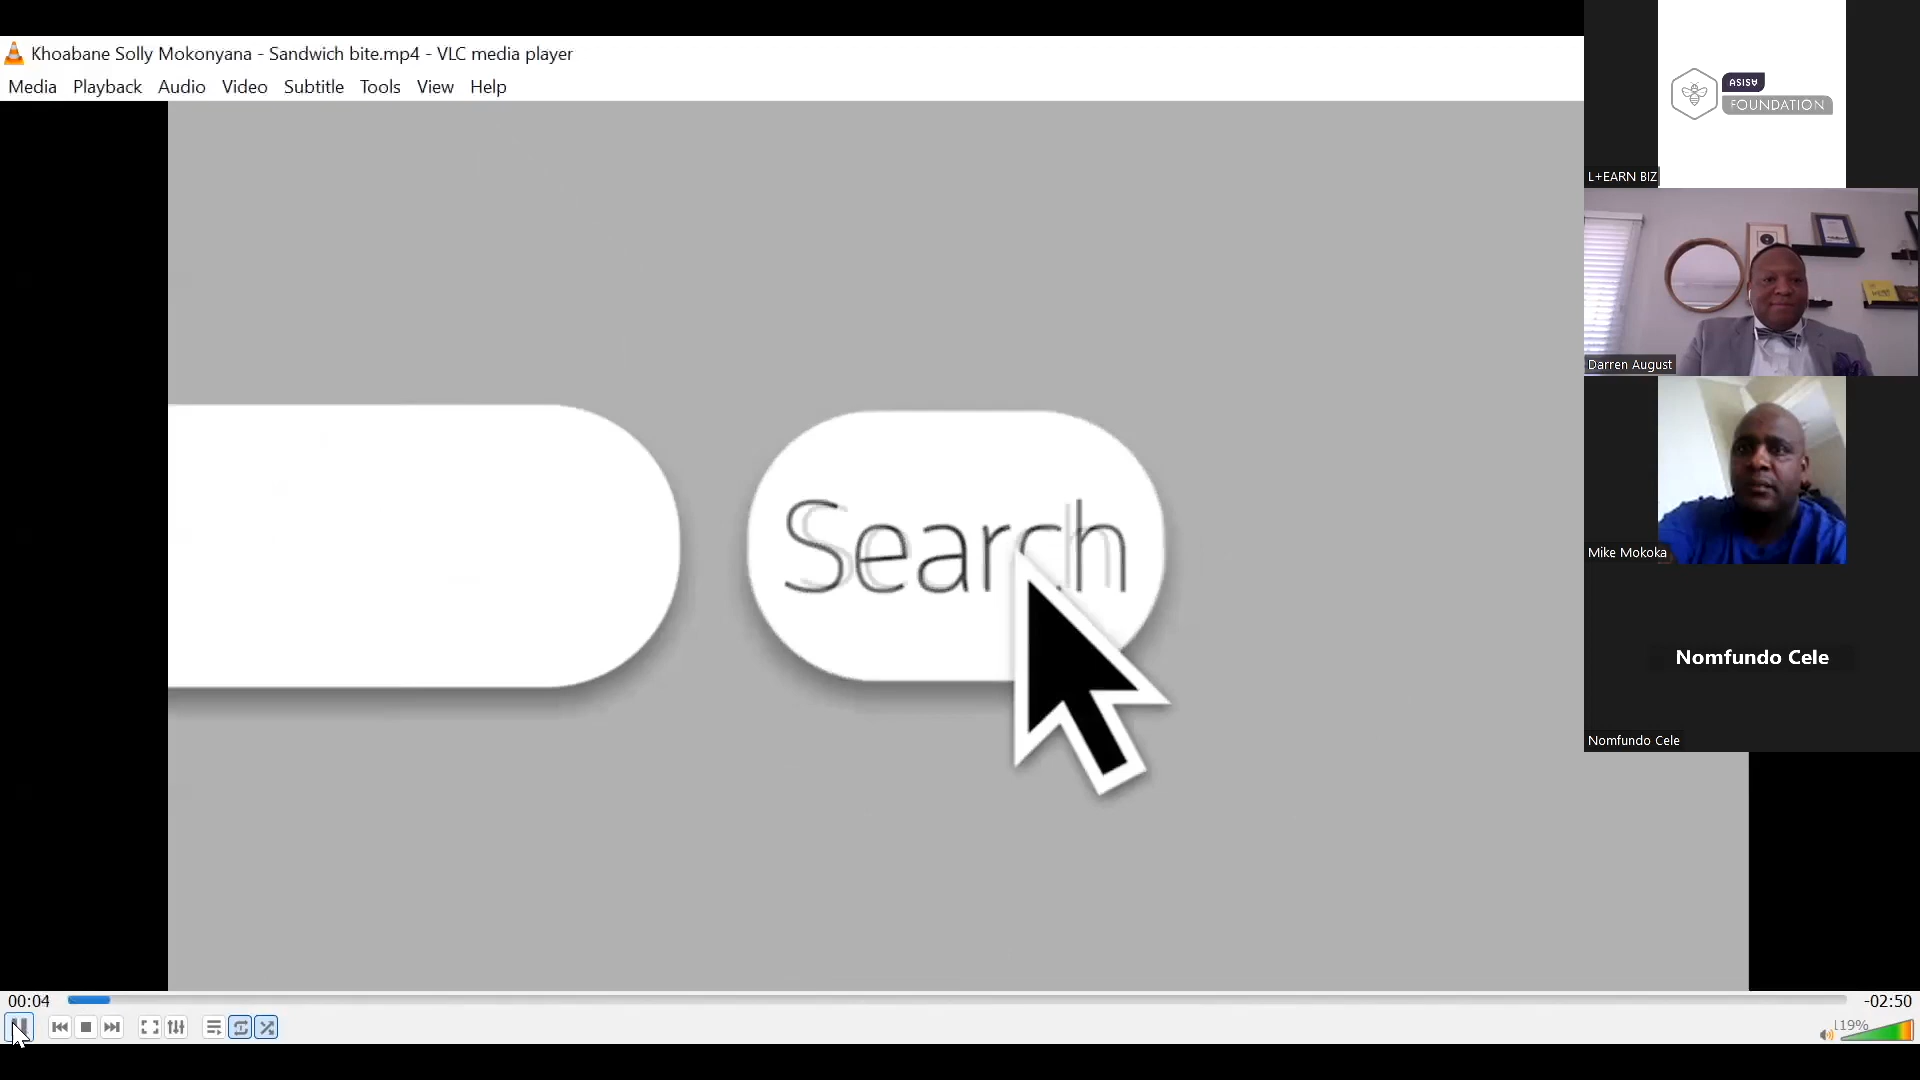 Khoabane Solly Mokonyana - Sandwich bite.mp4 - VLC media player
Media Playback Audio Video Subtitle Tools View Help
ASISA
FOUNDATION
L+EARN BIZ
Darren August
Search
Mike Mokoka
Nomfundo Cele
Nomfundo Cele
00:04
-02:50
119%